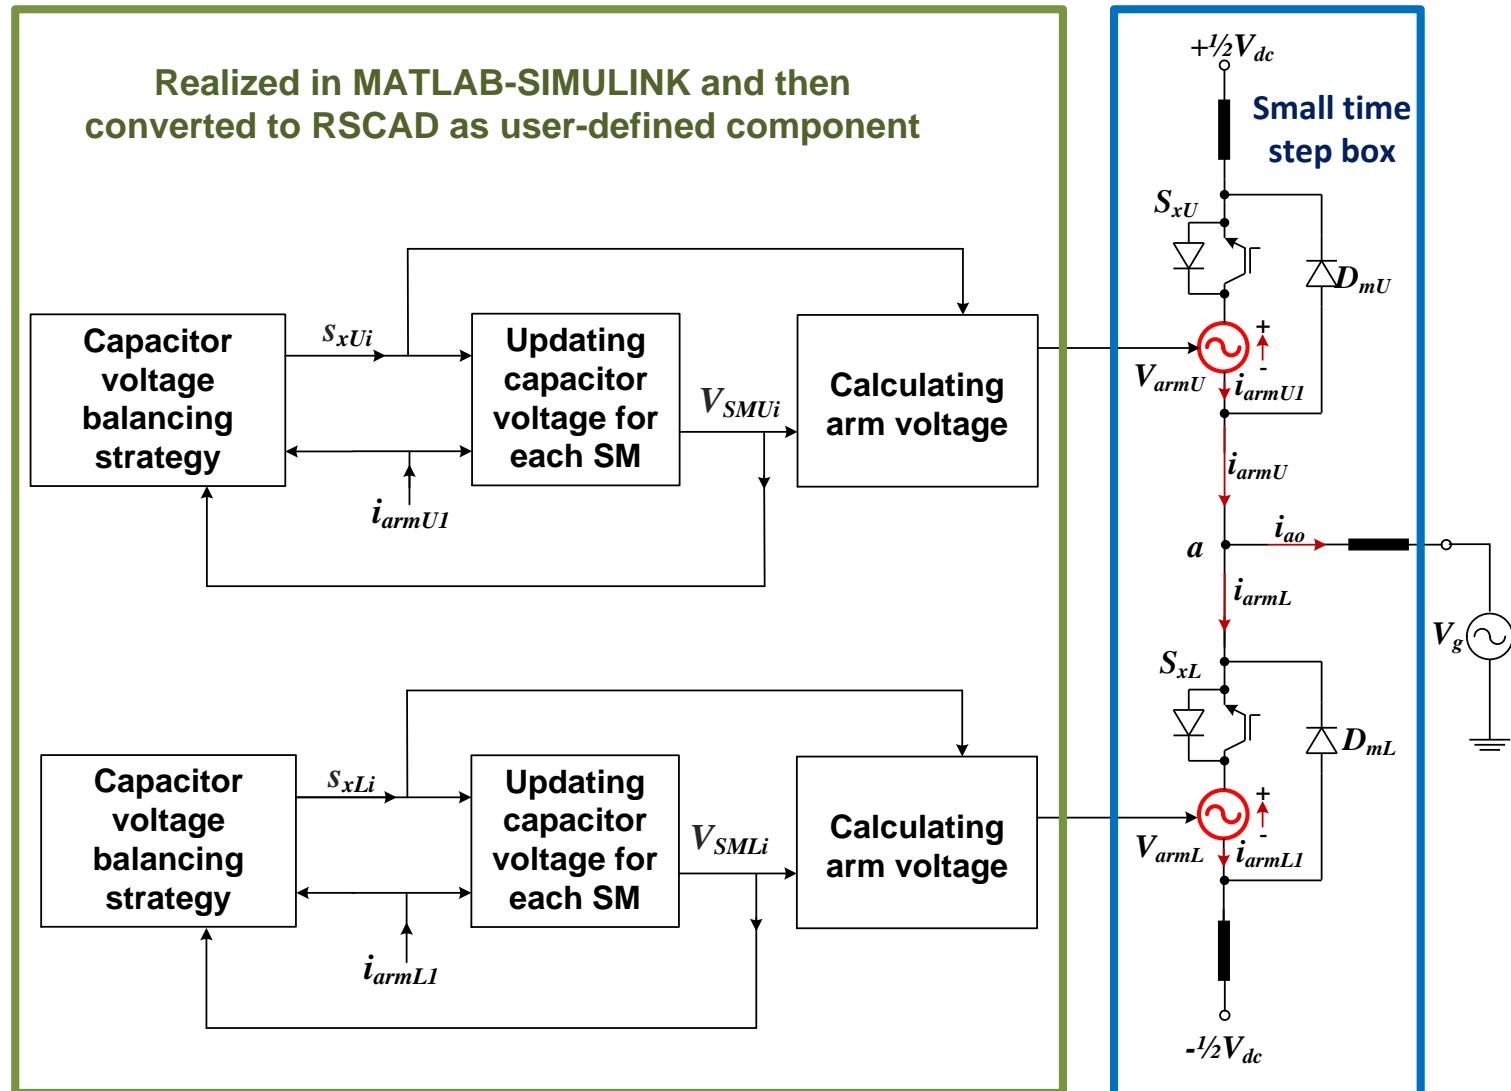 Realized in MATLAB-SIMULINK and then
converted to RSCAD as user-defined component
+½Vdc
Small time
step box
SxU
DmU
Capacitor
voltage
balancing
strategy
sxUi
Updating
capacitor
voltage for
each SM
VSMUi
Calculating
arm voltage
iarmU1
VarmU
+
-
iarmU1
iarmU
a
iao
iarmL
Vg
SxL
DmL
Capacitor
voltage
balancing
strategy
sxLi
Updating
capacitor
voltage for
each SM
VSMLi
Calculating
arm voltage
iarmL1
VarmL
+
-
iarmL1
-½Vdc